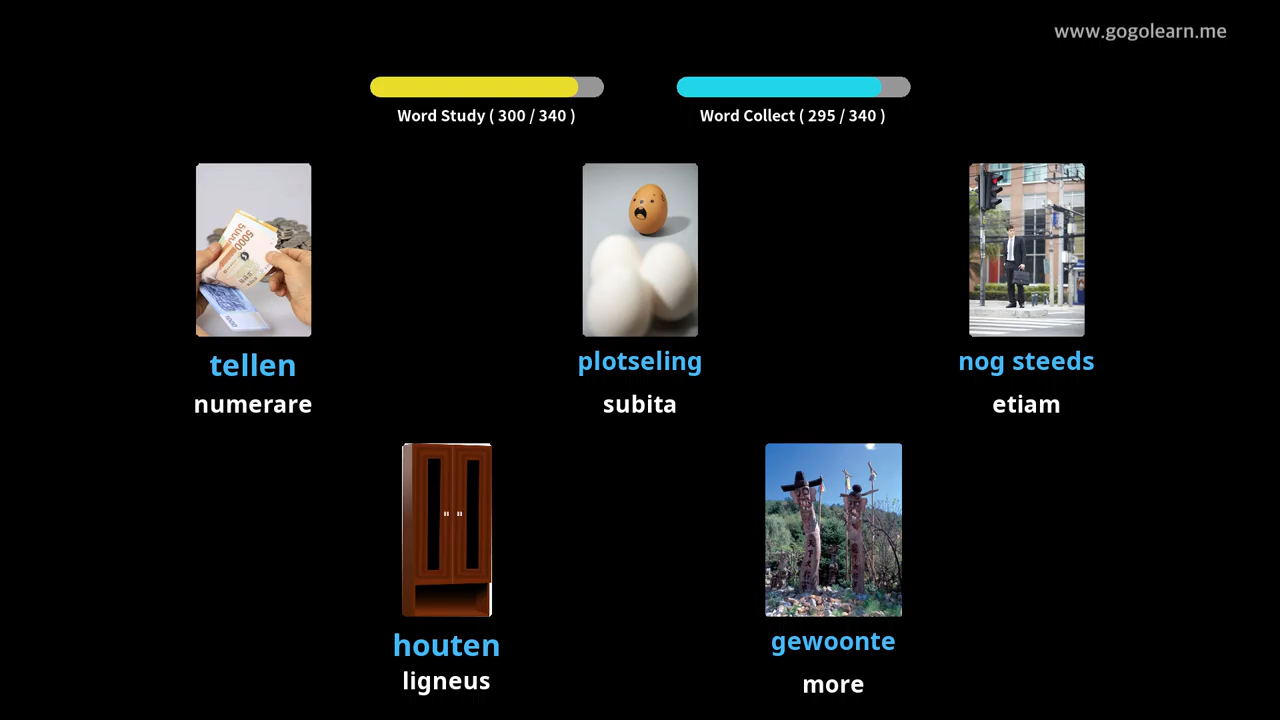 www.gogolearn.me
Word Study ( 300 / 340 )
Word Collect ( 295 / 340 )
tellen
numerare
plotseling
subita
nog steeds
etiam
houten
ligneus
gewoonte
more